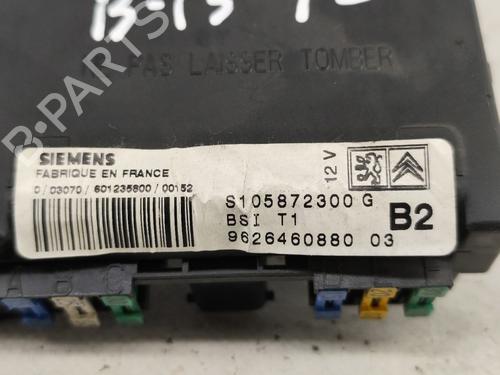 NE PAS LAISSER TOMBER
SIEMENS
FABRIQUE EN FRANCE
0 / 03070 / 601235800 / 00152
12 V
S105872300 G
BSI T1
B2
9626460880 03
A B C
B-PARTS